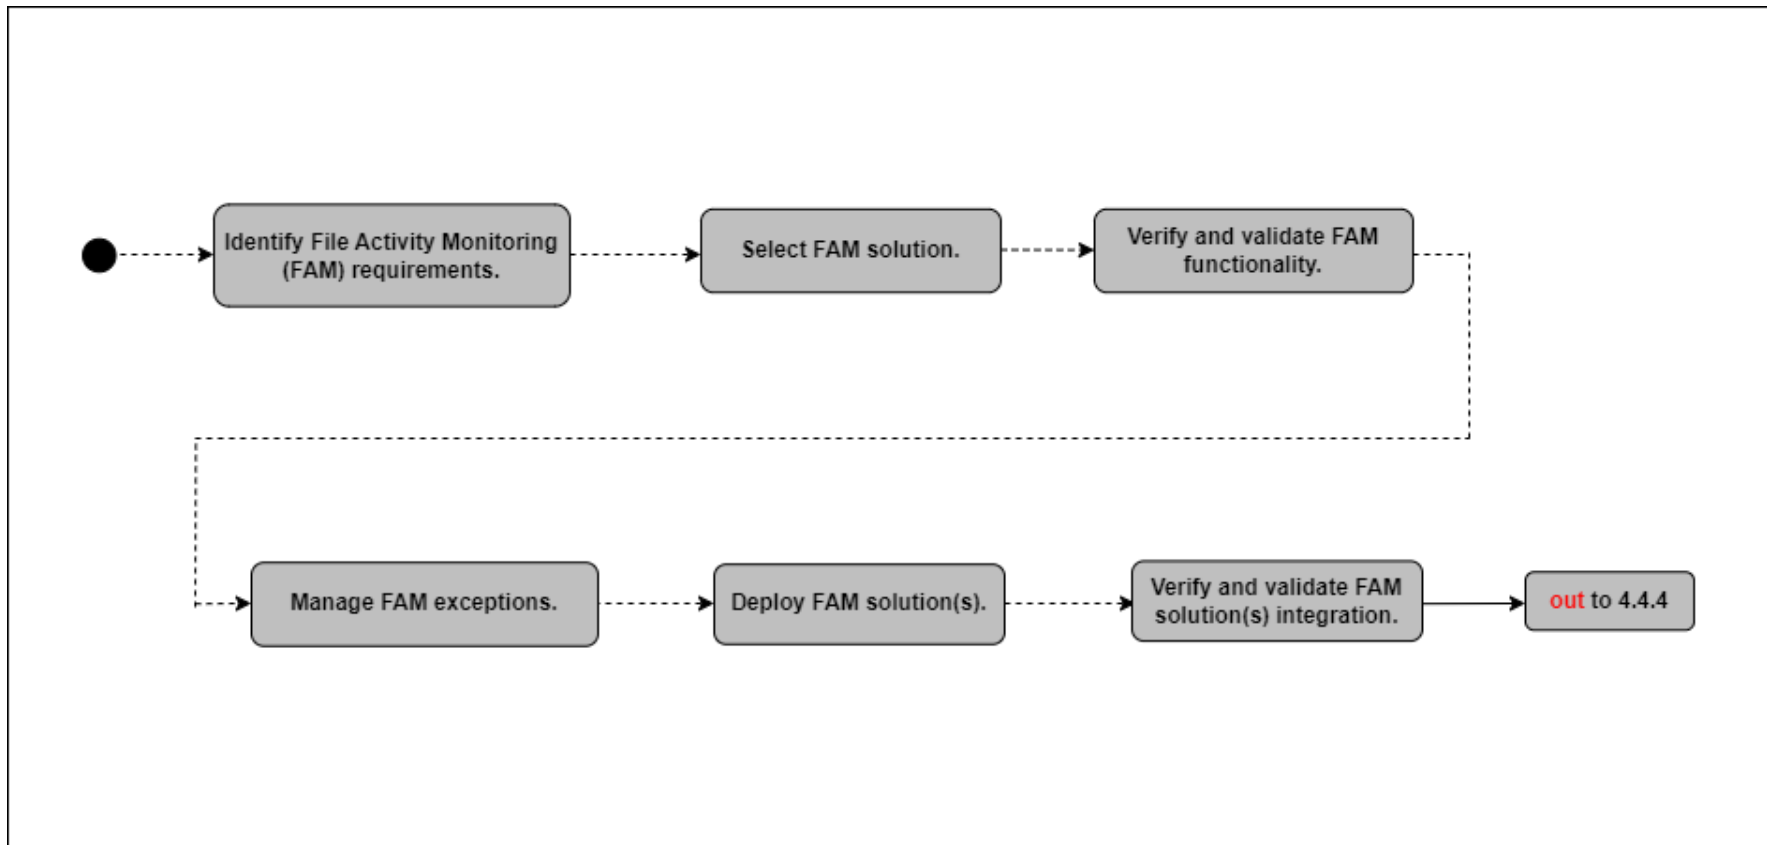 Identify File Activity Monitoring
(FAM) requirements.
Select FAM solution.
Verify and validate FAM
functionality.
Manage FAM exceptions.
Deploy FAM solution(s).
Verify and validate FAM
solution(s) integration.
out to 4.4.4